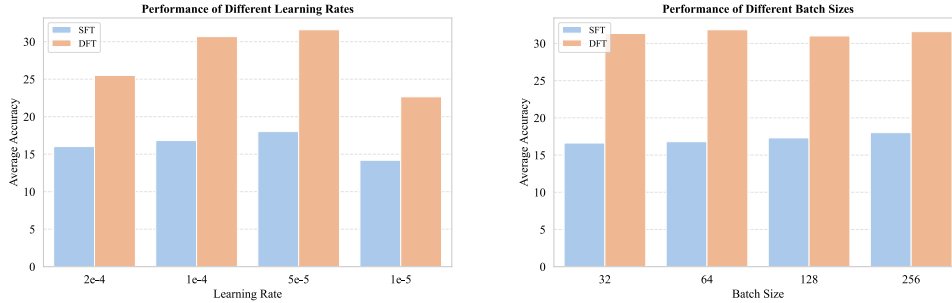 Performance of Different Learning Rates
SFT
DFT
Average Accuracy
30
25
20
15
10
5
0
2e-4
1e-4
5e-5
1e-5
Learning Rate
Performance of Different Batch Sizes
SFT
DFT
Average Accuracy
30
25
20
15
10
5
0
32
64
128
256
Batch Size